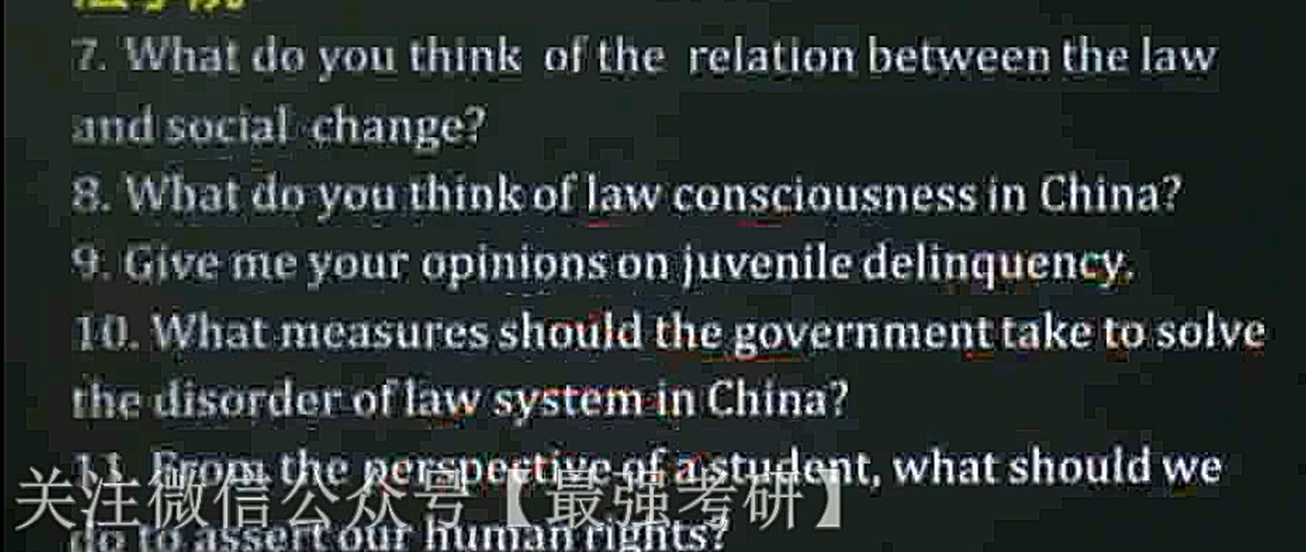 7. What do you think of the relation between the law
and social change?
8. What do you think of law consciousness in China?
9. Give me your opinions on juvenile delinquency.
10. What measures should the government take to solve
the disorder of law system in China?
11. From the perspective of a student, what should we
关注微信公众号【最强考研】
do to assert our human rights?